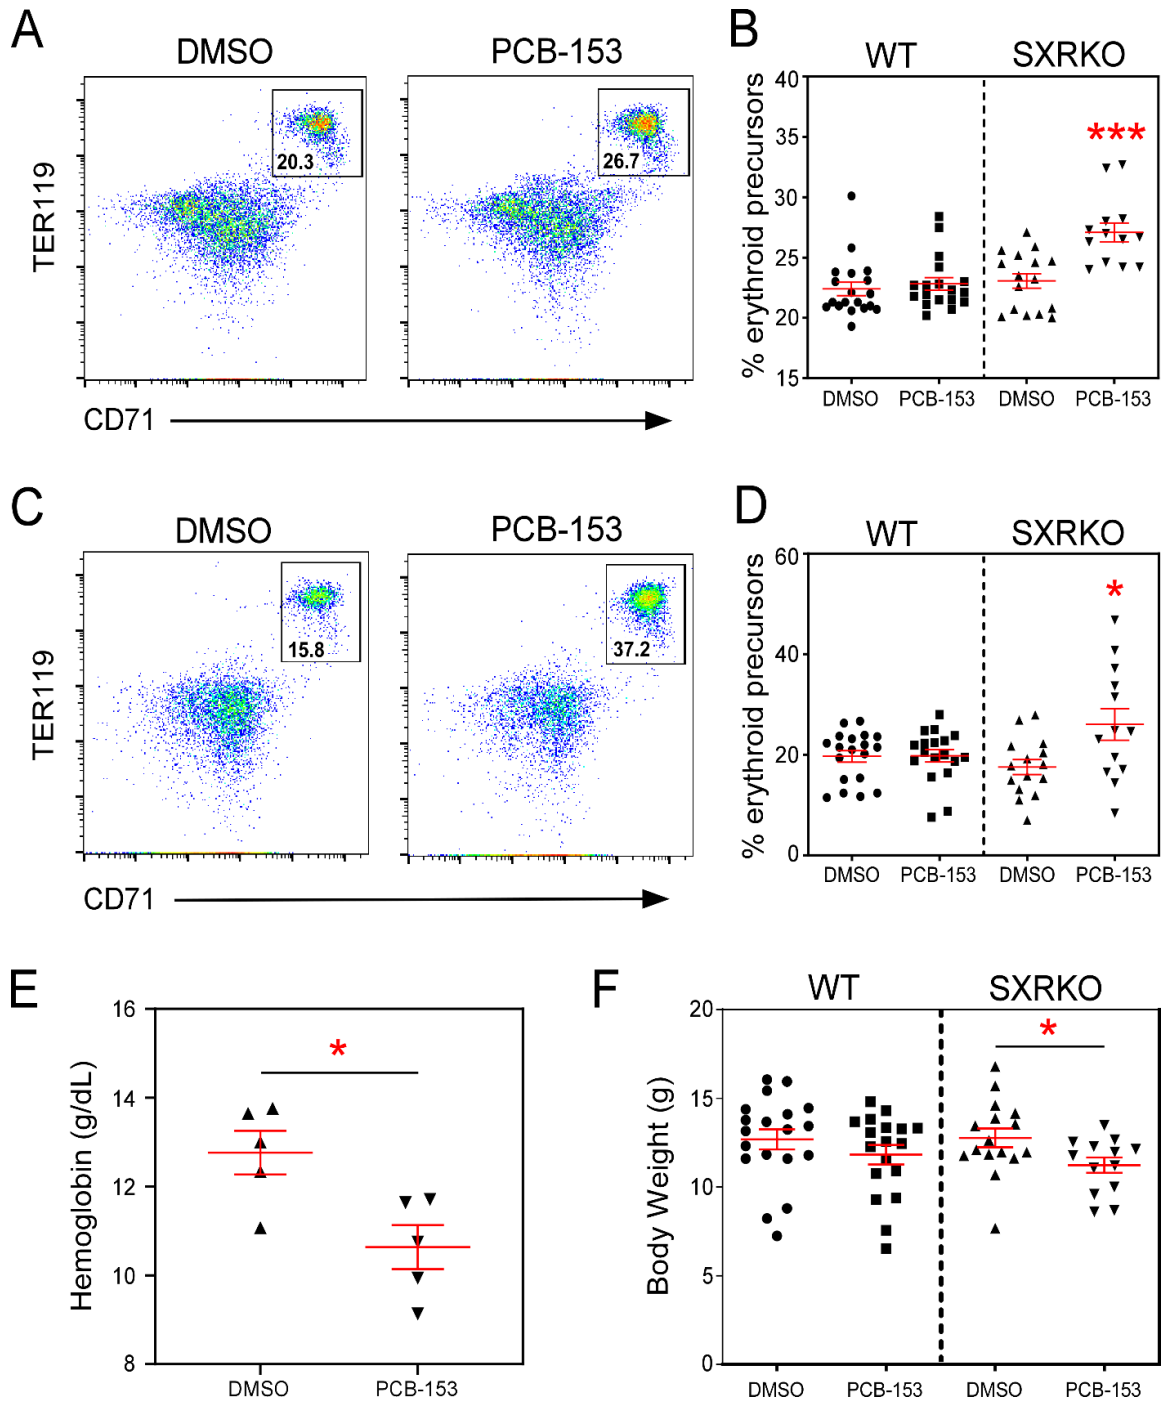 A
DMSO
PCB-153
TER119
20.3
26.7
CD71
B
WT
SXRKO
% erythroid precursors
40
35
30
25
20
15
***
DMSO
PCB-153
DMSO
PCB-153
C
DMSO
PCB-153
TER119
15.8
37.2
CD71
D
WT
SXRKO
% erythroid precursors
60
40
20
0
*
DMSO
PCB-153
DMSO
PCB-153
E
Hemoglobin (g/dL)
16
14
12
10
8
*
DMSO
PCB-153
F
WT
SXRKO
Body Weight (g)
20
15
10
5
0
*
DMSO
PCB-153
DMSO
PCB-153